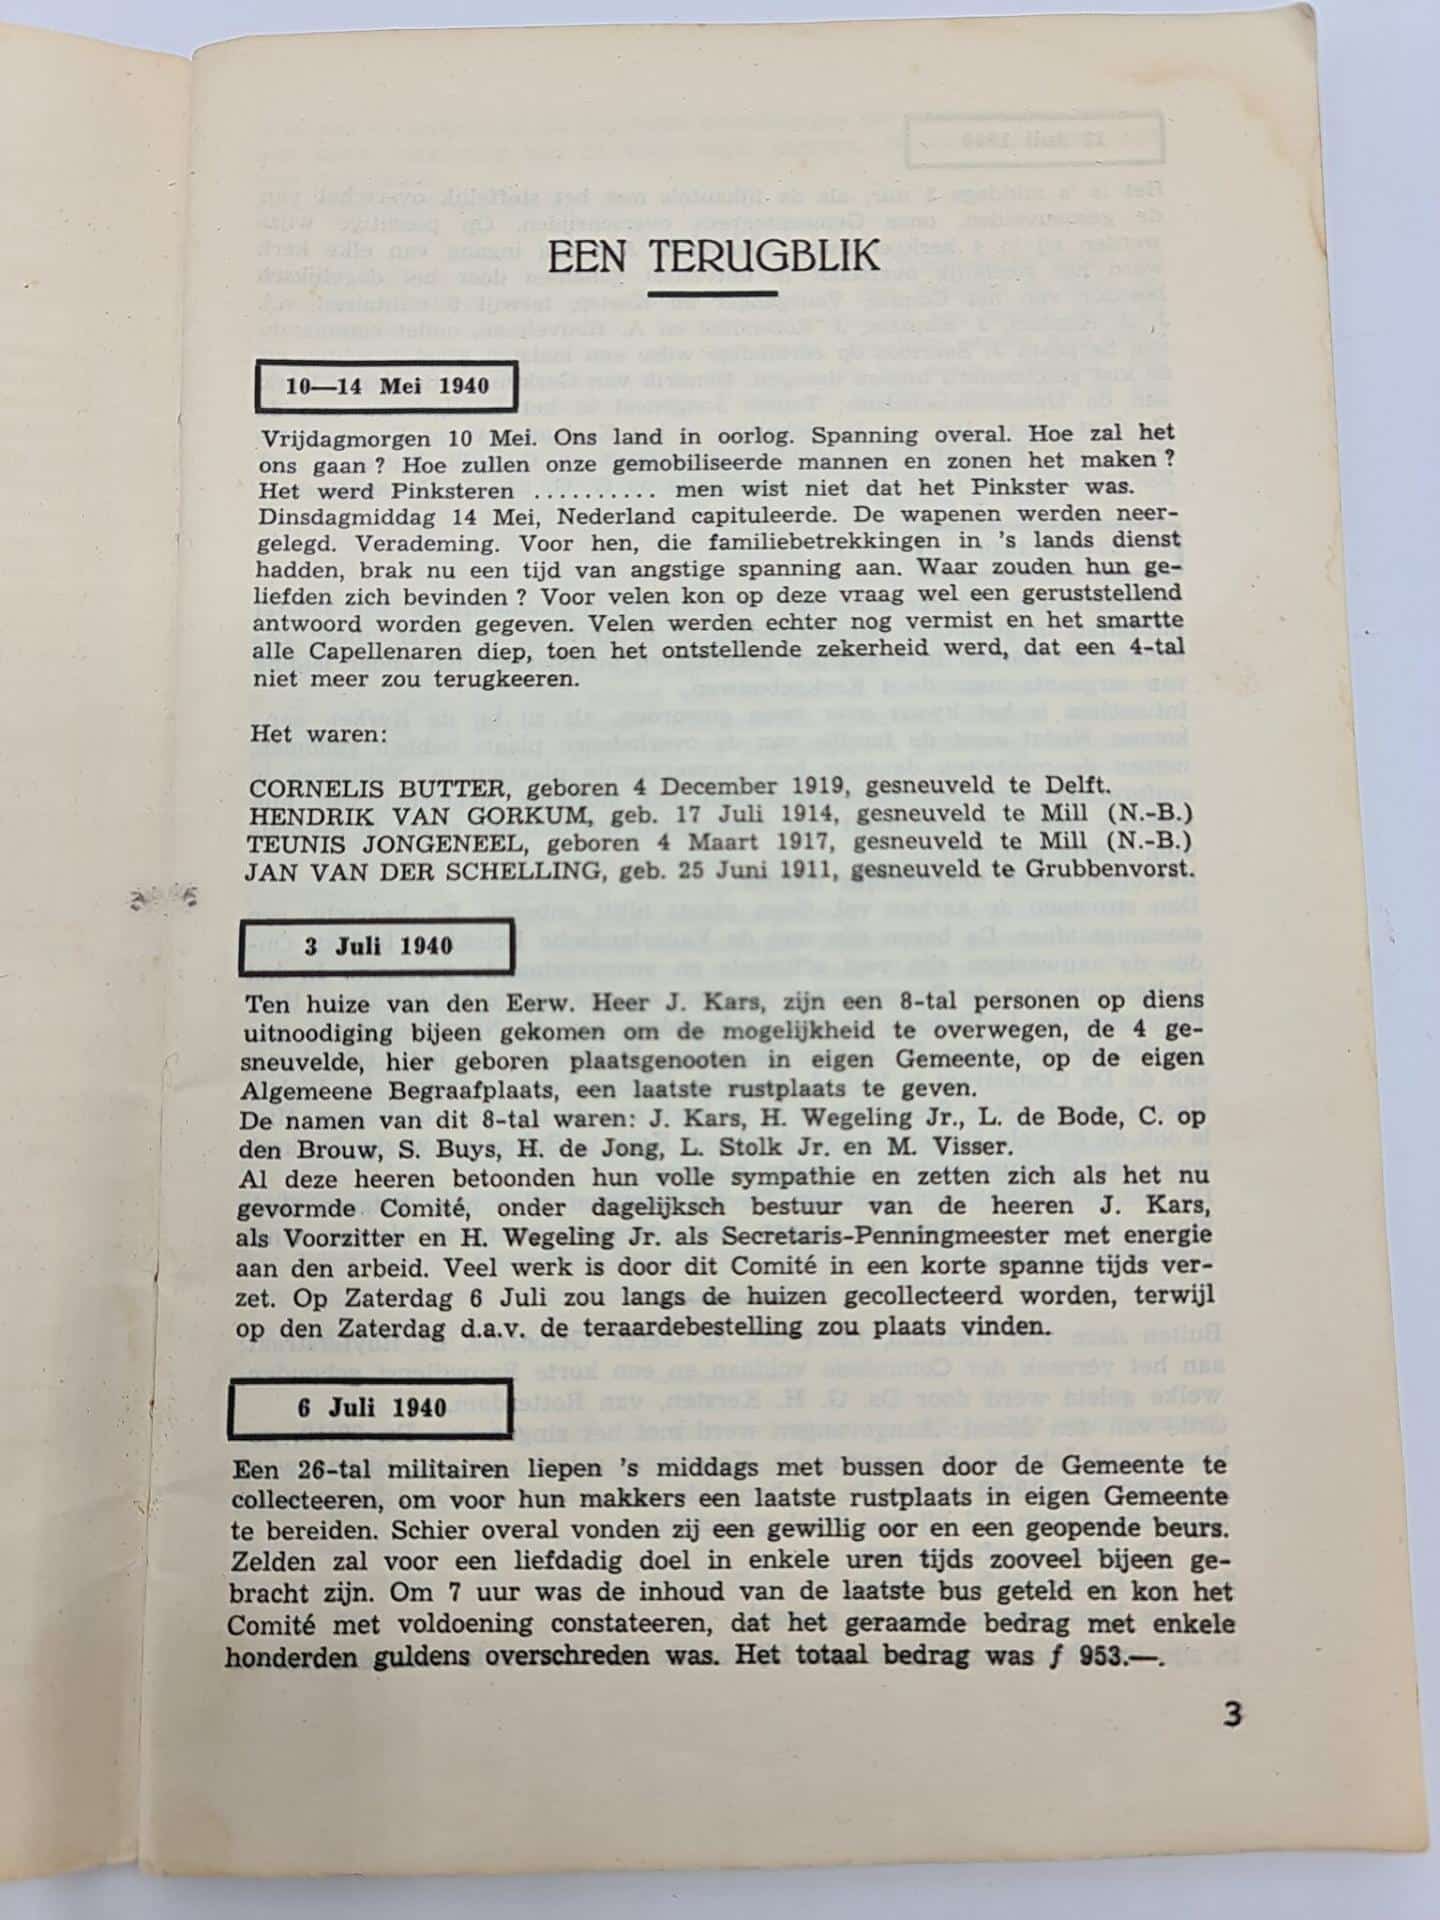 EEN TERUGBLIK
10—14 Mei 1940
Vrijdagmorgen 10 Mei. Ons land in oorlog. Spanning overal. Hoe zal het
ons gaan ? Hoe zullen onze gemobiliseerde mannen en zonen het maken ?
Het werd Pinksteren .......... men wist niet dat het Pinkster was.
Dinsdagmiddag 14 Mei, Nederland capituleerde. De wapenen werden neer-
gelegd. Verademing. Voor hen, die familiebetrekkingen in 's lands dienst
hadden, brak nu een tijd van angstige spanning aan. Waar zouden hun ge-
liefden zich bevinden ? Voor velen kon op deze vraag wel een geruststellend
antwoord worden gegeven. Velen werden echter nog vermist en het smartte
alle Capellenaren diep, toen het ontstellende zekerheid werd, dat een 4-tal
niet meer zou terugkeeren.
Het waren:
CORNELIS BUTTER, geboren 4 December 1919, gesneuveld te Delft.
HENDRIK VAN GORKUM, geb. 17 Juli 1914, gesneuveld te Mill (N.-B.)
TEUNIS JONGENEEL, geboren 4 Maart 1917, gesneuveld te Mill (N.-B.)
JAN VAN DER SCHELLING, geb. 25 Juni 1911, gesneuveld te Grubbenvorst.
3 Juli 1940
Ten huize van den Eerw. Heer J. Kars, zijn een 8-tal personen op diens
uitnoodiging bijeen gekomen om de mogelijkheid te overwegen, de 4 ge-
sneuvelde, hier geboren plaatsgenooten in eigen Gemeente, op de eigen
Algemeene Begraafplaats, een laatste rustplaats te geven.
De namen van dit 8-tal waren: J. Kars, H. Wegeling Jr., L. de Bode, C. op
den Brouw, S. Buys, H. de Jong, L. Stolk Jr. en M. Visser.
Al deze heeren betoonden hun volle sympathie en zetten zich als het nu
gevormde Comité, onder dagelijksch bestuur van de heeren J. Kars,
als Voorzitter en H. Wegeling Jr. als Secretaris-Penningmeester met energie
aan den arbeid. Veel werk is door dit Comité in een korte spanne tijds ver-
zet. Op Zaterdag 6 Juli zou langs de huizen gecollecteerd worden, terwijl
op den Zaterdag d.a.v. de teraardebestelling zou plaats vinden.
6 Juli 1940
Een 26-tal militairen liepen 's middags met bussen door de Gemeente te
collecteeren, om voor hun makkers een laatste rustplaats in eigen Gemeente
te bereiden. Schier overal vonden zij een gewillig oor en een geopende beurs.
Zelden zal voor een liefdadig doel in enkele uren tijds zooveel bijeen ge-
bracht zijn. Om 7 uur was de inhoud van de laatste bus geteld en kon het
Comité met voldoening constateeren, dat het geraamde bedrag met enkele
honderden guldens overschreden was. Het totaal bedrag was ƒ 953.—.
3